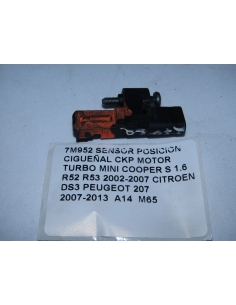 7M952 SENSOR POSICION
CIGUEÑAL CKP MOTOR
TURBO MINI COOPER S 1.6
R52 R53 2002-2007 CITROEN
DS3 PEUGEOT 207
2007-2013 A14 M65